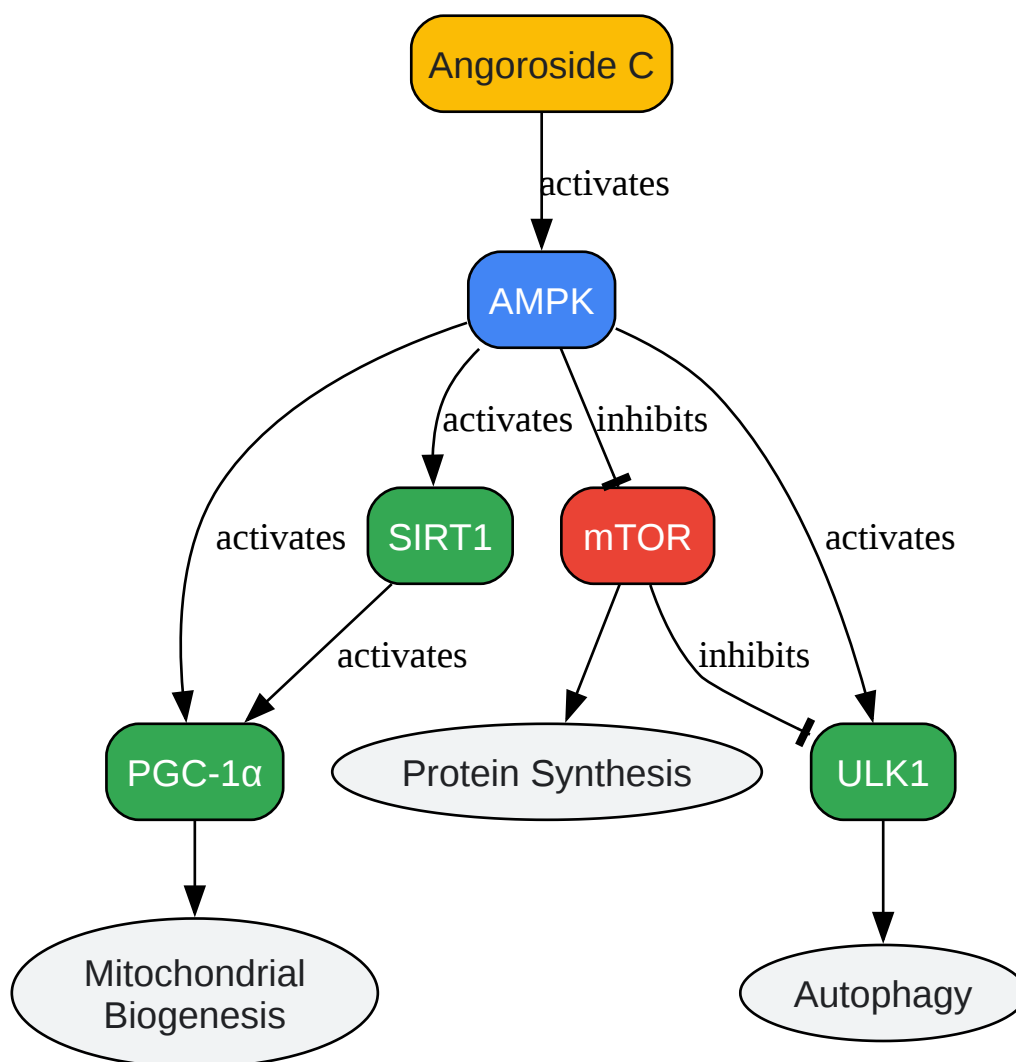 Angoroside C
activates
AMPK
activates
inhibits
activates
SIRT1
mTOR
activates
activates
inhibits
PGC-1α
Protein Synthesis
ULK1
Mitochondrial
Biogenesis
Autophagy